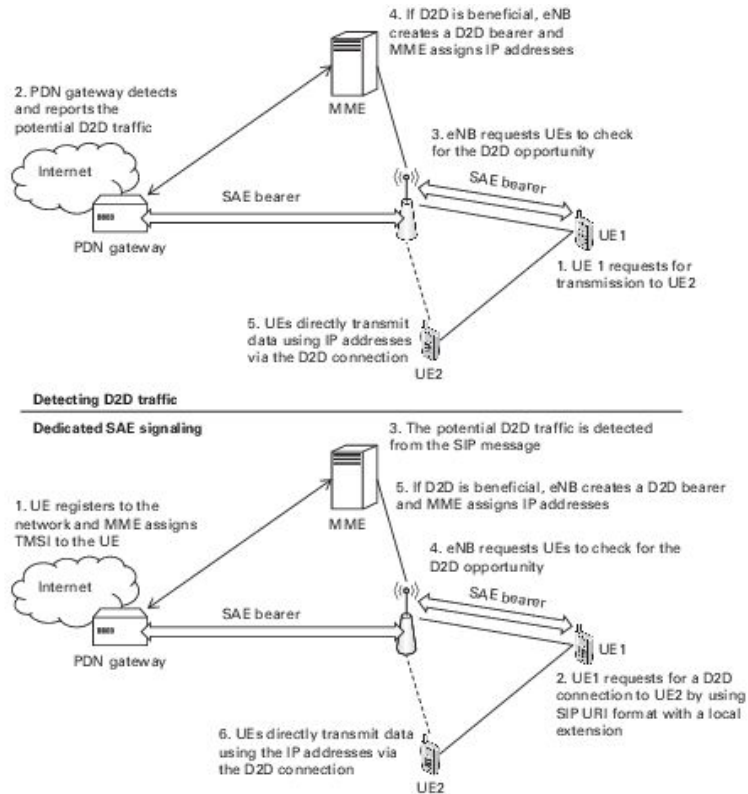 4. If D2D is beneficial, eNB
creates a D2D bearer and
MME assigns IP addresses
MME
2. PDN gateway detects
and reports the
potential D2D traffic
3. eNB requests UEs to check
for the D2D opportunity
Internet
SAE bearer
SAE bearer
PDN gateway
UE1
1. UE 1 requests for
transmission to UE2
5. UEs directly transmit
data using IP addresses
via the D2D connection
UE2
Detecting D2D traffic
Dedicated SAE signaling
3. The potential D2D traffic is detected
from the SIP message
5. If D2D is beneficial, eNB creates a D2D bearer
and MME assigns IP addresses
MME
1. UE registers to the
network and MME assigns
TMSI to the UE
4. eNB requests UEs to check for the
D2D opportunity
Internet
SAE bearer
SAE bearer
PDN gateway
UE1
2. UE1 requests for a D2D
connection to UE2 by using
SIP URI format with a local
extension
6. UEs directly transmit data
using the IP addresses via
the D2D connection
UE2